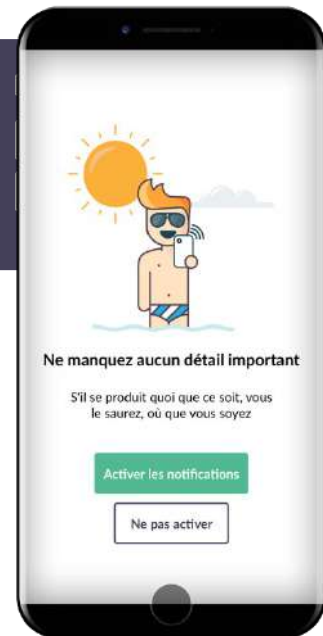 Ne manquez aucun détail important
S'il se produit quoi que ce soit, vous
le saurez, où que vous soyez
Activer les notifications
Ne pas activer